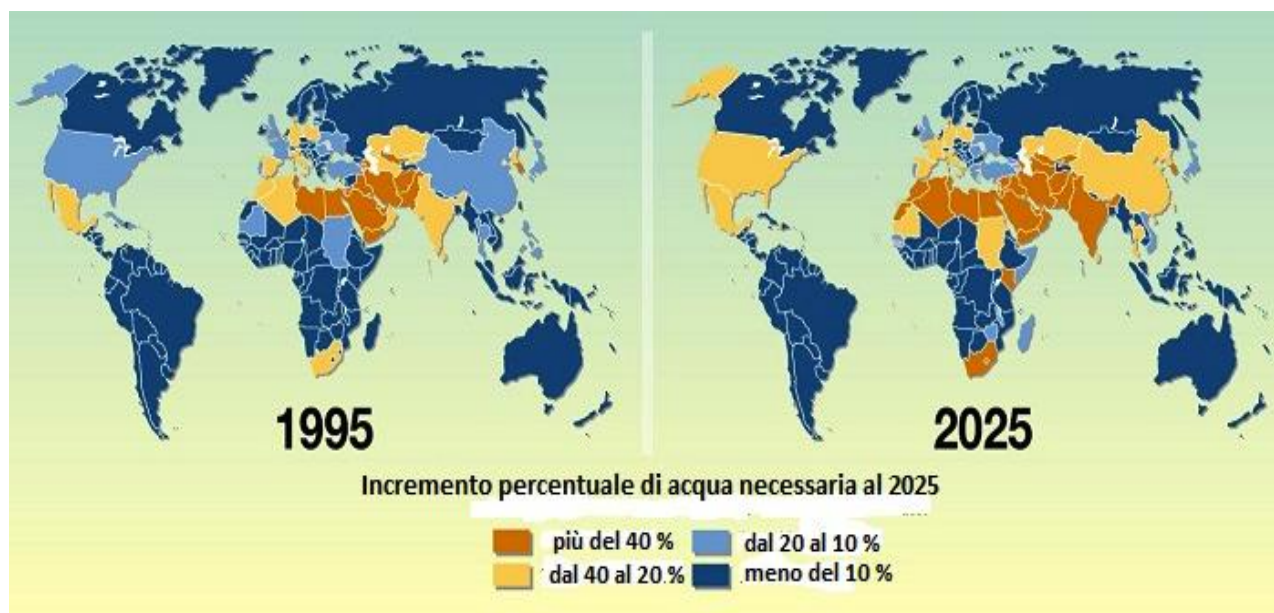 1995 2025
Incremento percentuale di acqua necessaria al 2025
più del 40 % dal 20 al 10 %
dal 40 al 20.% meno del 10 %